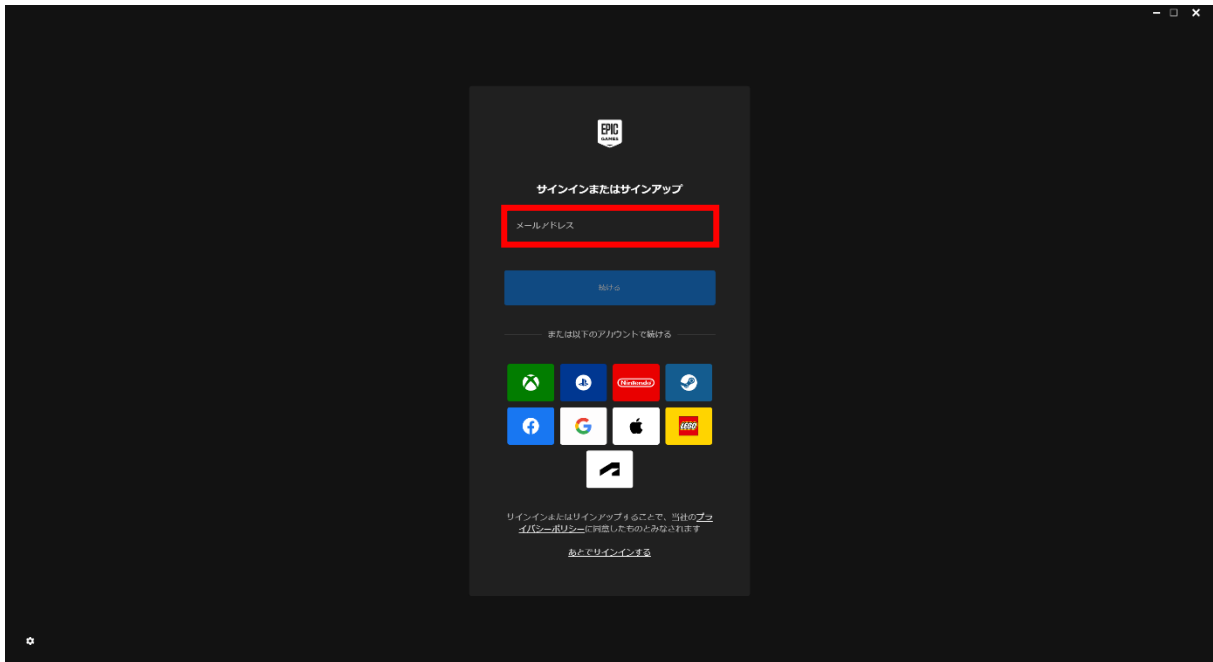 EPIC
GAMES
サインインまたはサインアップ
メールアドレス
続ける
または以下のアカウントで続ける
Nintendo
LEGO
サインインまたはサインアップすることで、当社のプラ
イバシーポリシーに同意したものとみなされます
あとでサインインする